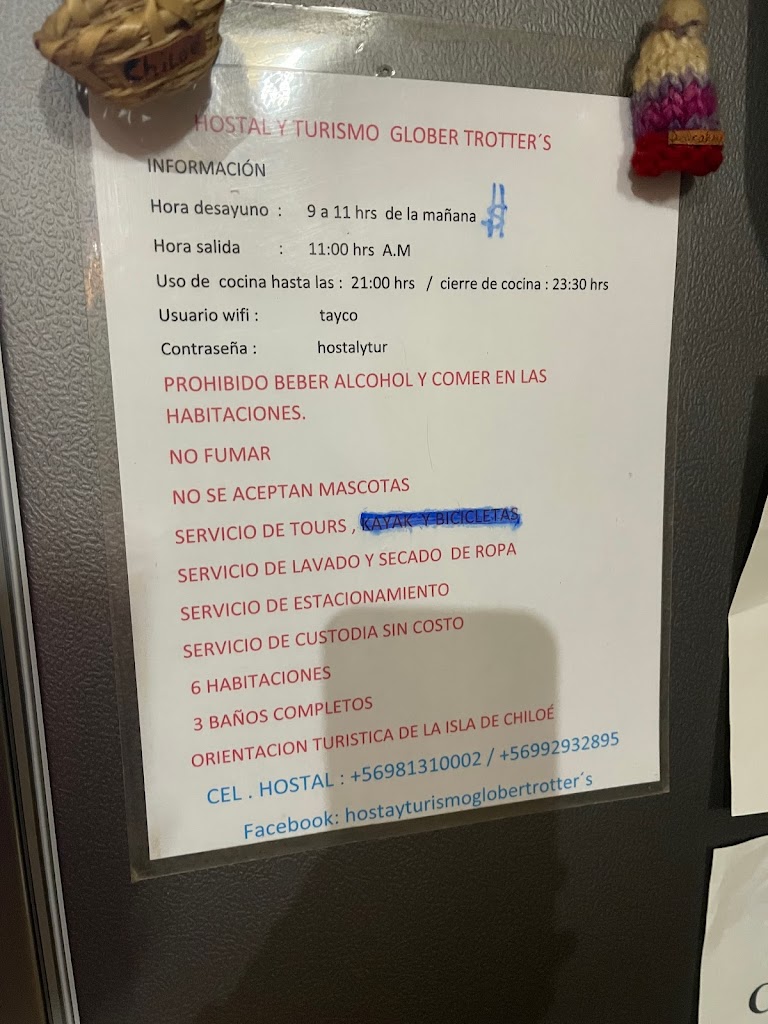 Chiloé
HOSTAL Y TURISMO GLOBER TROTTER´S
INFORMACIÓN
Hora desayuno : 9 a 11 hrs de la mañana
Hora salida : 11:00 hrs A.M
Uso de cocina hasta las : 21:00 hrs / cierre de cocina : 23:30 hrs
Usuario wifi : tayco
Contraseña : hostalytur
PROHIBIDO BEBER ALCOHOL Y COMER EN LAS
HABITACIONES.
NO FUMAR
NO SE ACEPTAN MASCOTAS
SERVICIO DE TOURS , KAYAK Y BICICLETAS
SERVICIO DE LAVADO Y SECADO DE ROPA
SERVICIO DE ESTACIONAMIENTO
SERVICIO DE CUSTODIA SIN COSTO
6 HABITACIONES
3 BAÑOS COMPLETOS
ORIENTACION TURISTICA DE LA ISLA DE CHILOÉ
CEL . HOSTAL : +56981310002 / +56992932895
Facebook: hostayturismoglobertrotter´s